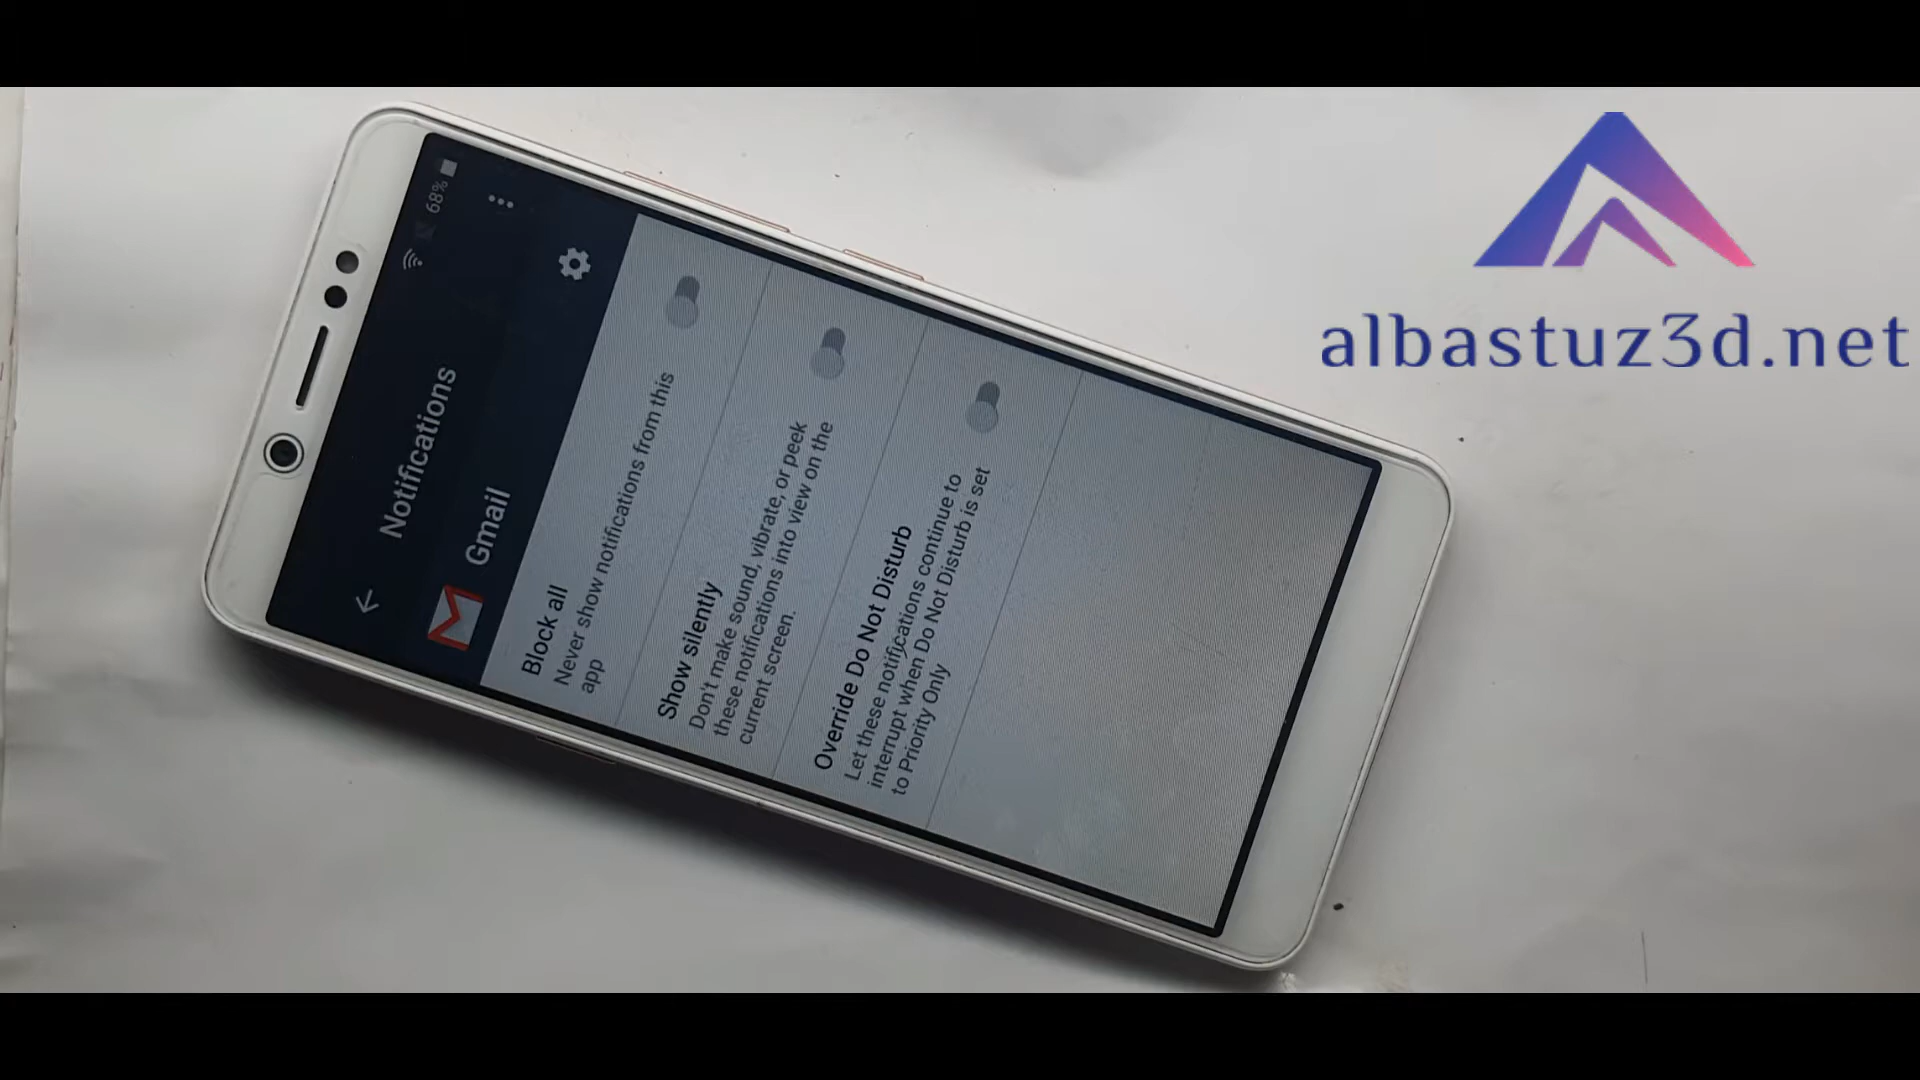 68%
Notifications
Gmail
Block all
Never show notifications from this
app
Show silently
Don't make sound, vibrate, or peek
these notifications into view on the
current screen.
Override Do Not Disturb
Let these notifications continue to
interrupt when Do Not Disturb is set
to Priority Only
albastuz3d.net